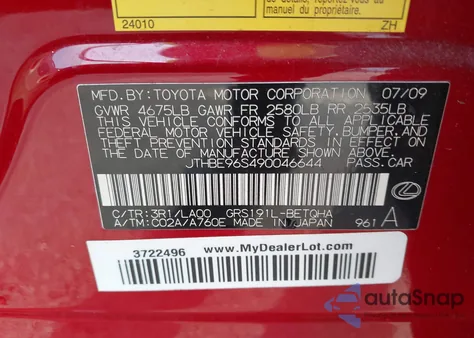 manuel du propriétaire.
24010 ZH
MFD.BY:TOYOTA MOTOR CORPORATION 07/09
GVWR 4675LB GAWR FR 2580LB RR 2535LB
THIS VEHICLE CONFORMS TO ALL APPLICABLE
FEDERAL MOTOR VEHICLE SAFETY,BUMPER,AND
THEFT PREVENTION STANDARDS IN EFFECT ON
THE DATE OF MANUFACTURE SHOWN ABOVE.
JTHBE96S490046644 PASS.CAR
C/TR:3R1/LA00 GRS191L-BETQHA
A/TM:C02A/A760E MADE IN JAPAN 961 A
3722496 www.MyDealerLot.com
autoSnap